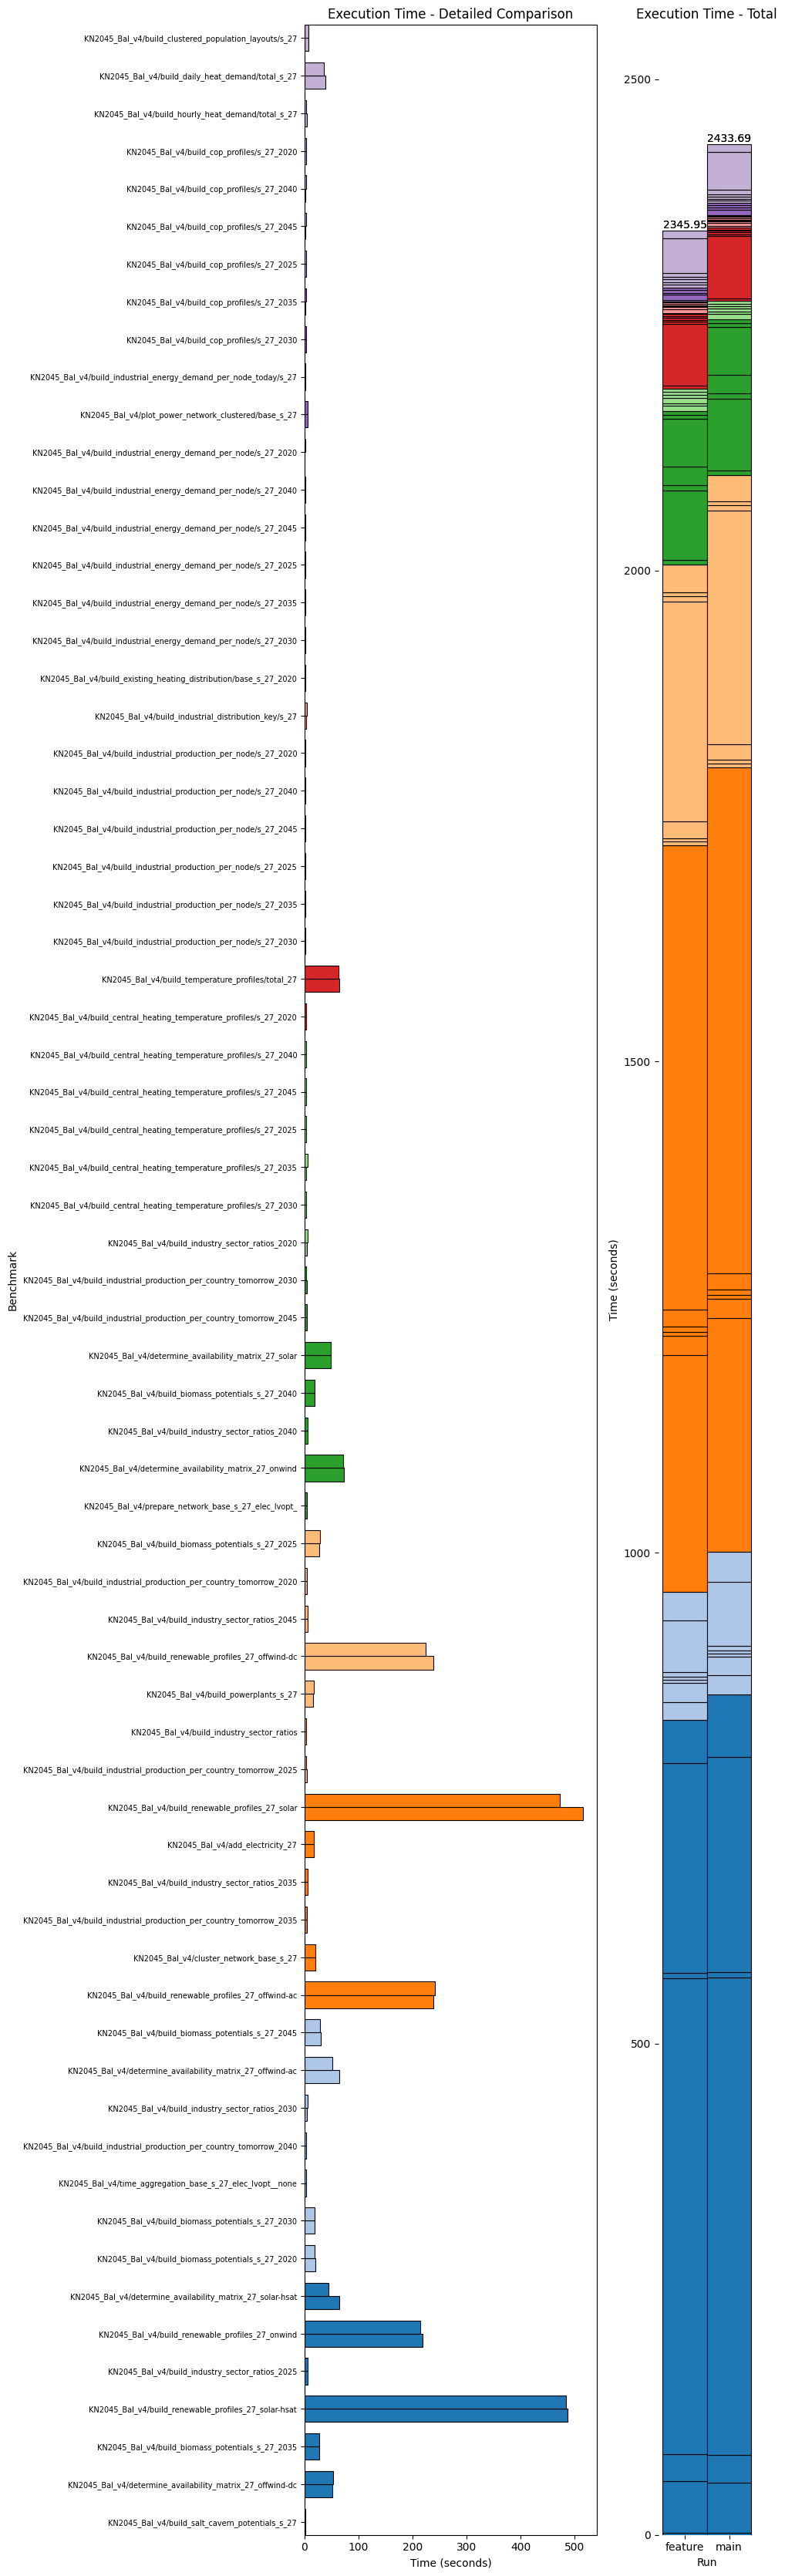 Execution Time - Detailed Comparison
Execution Time - Total
KN2045_Bal_v4/build_clustered_population_layouts/s_27
KN2045_Bal_v4/build_daily_heat_demand/total_s_27
KN2045_Bal_v4/build_hourly_heat_demand/total_s_27
KN2045_Bal_v4/build_cop_profiles/s_27_2020
KN2045_Bal_v4/build_cop_profiles/s_27_2040
KN2045_Bal_v4/build_cop_profiles/s_27_2045
KN2045_Bal_v4/build_cop_profiles/s_27_2025
KN2045_Bal_v4/build_cop_profiles/s_27_2035
KN2045_Bal_v4/build_cop_profiles/s_27_2030
KN2045_Bal_v4/build_industrial_energy_demand_per_node_today/s_27
KN2045_Bal_v4/plot_power_network_clustered/base_s_27
KN2045_Bal_v4/build_industrial_energy_demand_per_node/s_27_2020
KN2045_Bal_v4/build_industrial_energy_demand_per_node/s_27_2040
KN2045_Bal_v4/build_industrial_energy_demand_per_node/s_27_2045
KN2045_Bal_v4/build_industrial_energy_demand_per_node/s_27_2025
KN2045_Bal_v4/build_industrial_energy_demand_per_node/s_27_2035
KN2045_Bal_v4/build_industrial_energy_demand_per_node/s_27_2030
KN2045_Bal_v4/build_existing_heating_distribution/base_s_27_2020
KN2045_Bal_v4/build_industrial_distribution_key/s_27
KN2045_Bal_v4/build_industrial_production_per_node/s_27_2020
KN2045_Bal_v4/build_industrial_production_per_node/s_27_2040
KN2045_Bal_v4/build_industrial_production_per_node/s_27_2045
KN2045_Bal_v4/build_industrial_production_per_node/s_27_2025
KN2045_Bal_v4/build_industrial_production_per_node/s_27_2035
KN2045_Bal_v4/build_industrial_production_per_node/s_27_2030
KN2045_Bal_v4/build_temperature_profiles/total_27
KN2045_Bal_v4/build_central_heating_temperature_profiles/s_27_2020
KN2045_Bal_v4/build_central_heating_temperature_profiles/s_27_2040
KN2045_Bal_v4/build_central_heating_temperature_profiles/s_27_2045
KN2045_Bal_v4/build_central_heating_temperature_profiles/s_27_2025
KN2045_Bal_v4/build_central_heating_temperature_profiles/s_27_2035
KN2045_Bal_v4/build_central_heating_temperature_profiles/s_27_2030
KN2045_Bal_v4/build_industry_sector_ratios_2020
KN2045_Bal_v4/build_industrial_production_per_country_tomorrow_2030
KN2045_Bal_v4/build_industrial_production_per_country_tomorrow_2045
KN2045_Bal_v4/determine_availability_matrix_27_solar
KN2045_Bal_v4/build_biomass_potentials_s_27_2040
KN2045_Bal_v4/build_industry_sector_ratios_2040
KN2045_Bal_v4/determine_availability_matrix_27_onwind
KN2045_Bal_v4/prepare_network_base_s_27_elec_lvopt_
KN2045_Bal_v4/build_biomass_potentials_s_27_2025
KN2045_Bal_v4/build_industrial_production_per_country_tomorrow_2020
KN2045_Bal_v4/build_industry_sector_ratios_2045
KN2045_Bal_v4/build_renewable_profiles_27_offwind-dc
KN2045_Bal_v4/build_powerplants_s_27
KN2045_Bal_v4/build_industry_sector_ratios
KN2045_Bal_v4/build_industrial_production_per_country_tomorrow_2025
KN2045_Bal_v4/build_renewable_profiles_27_solar
KN2045_Bal_v4/add_electricity_27
KN2045_Bal_v4/build_industry_sector_ratios_2035
KN2045_Bal_v4/build_industrial_production_per_country_tomorrow_2035
KN2045_Bal_v4/cluster_network_base_s_27
KN2045_Bal_v4/build_renewable_profiles_27_offwind-ac
KN2045_Bal_v4/build_biomass_potentials_s_27_2045
KN2045_Bal_v4/determine_availability_matrix_27_offwind-ac
KN2045_Bal_v4/build_industry_sector_ratios_2030
KN2045_Bal_v4/build_industrial_production_per_country_tomorrow_2040
KN2045_Bal_v4/time_aggregation_base_s_27_elec_lvopt__none
KN2045_Bal_v4/build_biomass_potentials_s_27_2030
KN2045_Bal_v4/build_biomass_potentials_s_27_2020
KN2045_Bal_v4/determine_availability_matrix_27_solar-hsat
KN2045_Bal_v4/build_renewable_profiles_27_onwind
KN2045_Bal_v4/build_industry_sector_ratios_2025
KN2045_Bal_v4/build_renewable_profiles_27_solar-hsat
KN2045_Bal_v4/build_biomass_potentials_s_27_2035
KN2045_Bal_v4/determine_availability_matrix_27_offwind-dc
KN2045_Bal_v4/build_salt_cavern_potentials_s_27
Benchmark
0 100 200 300 400 500
Time (seconds)
Time (seconds)
2500
2000
1500
1000
500
0
2433.69
2345.95
feature main
Run